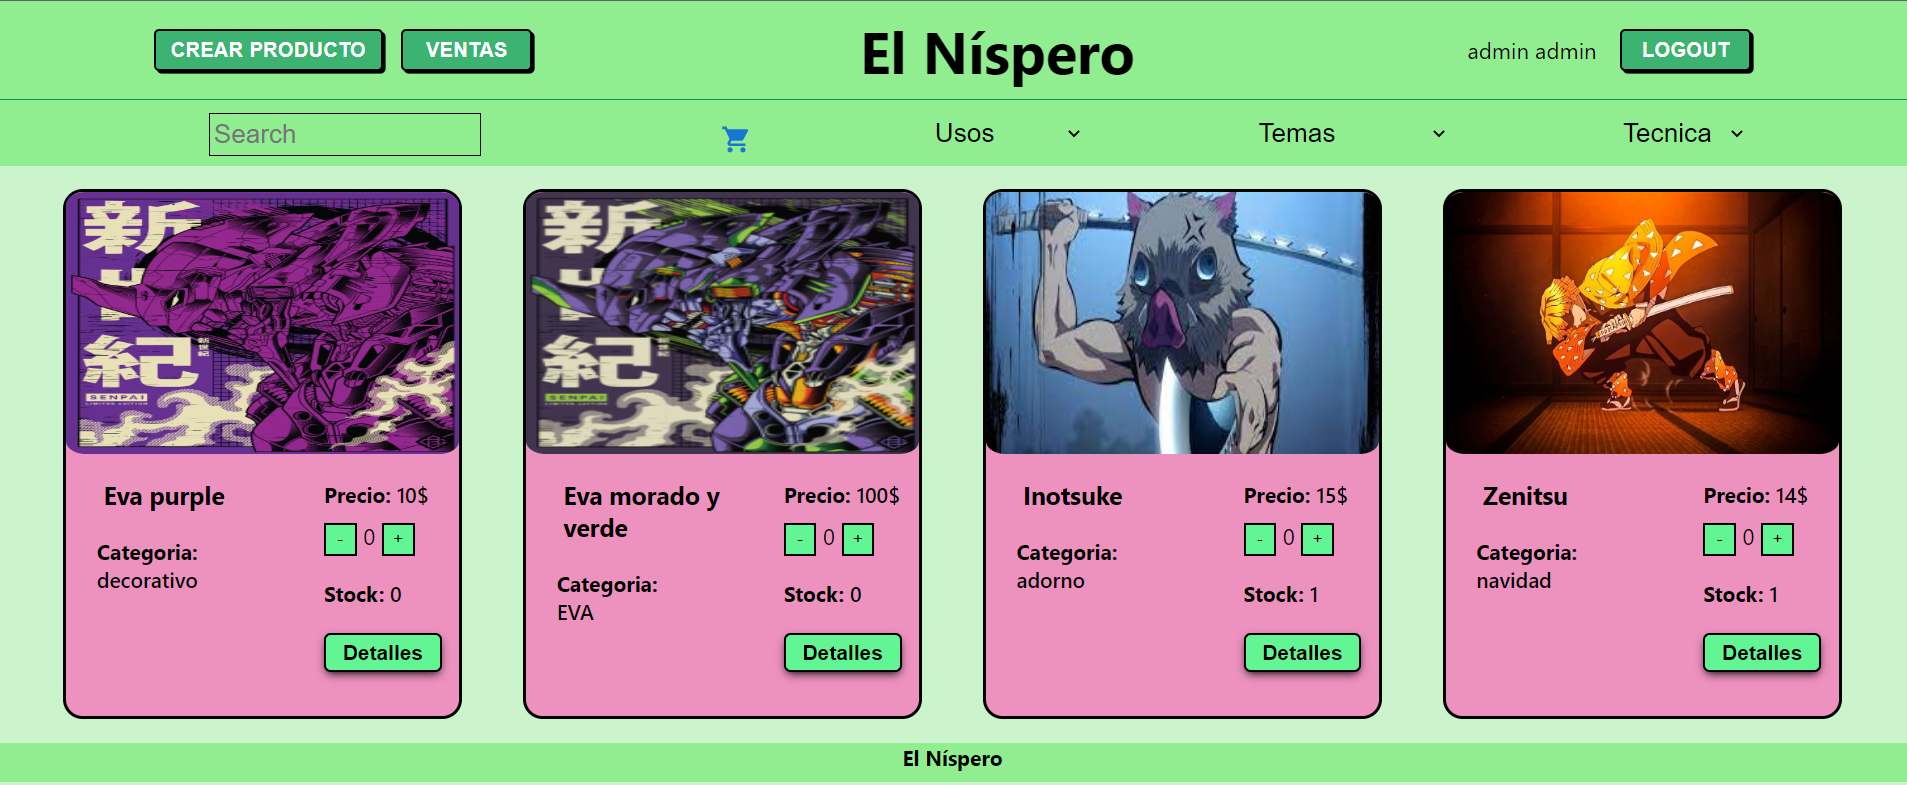 CREAR PRODUCTO
VENTAS
El Níspero
admin admin
LOGOUT
Search
Usos
Temas
Tecnica
新
紀
新世紀
SENPAI
Eva purple
Precio: 10$
- 0 +
Categoria:
decorativo
Stock: 0
Detalles
新
紀
SENPAI
Eva morado y
verde
Precio: 100$
- 0 +
Categoria:
EVA
Stock: 0
Detalles
Inotsuke
Precio: 15$
- 0 +
Categoria:
adorno
Stock: 1
Detalles
Zenitsu
Precio: 14$
- 0 +
Categoria:
navidad
Stock: 1
Detalles
El Níspero